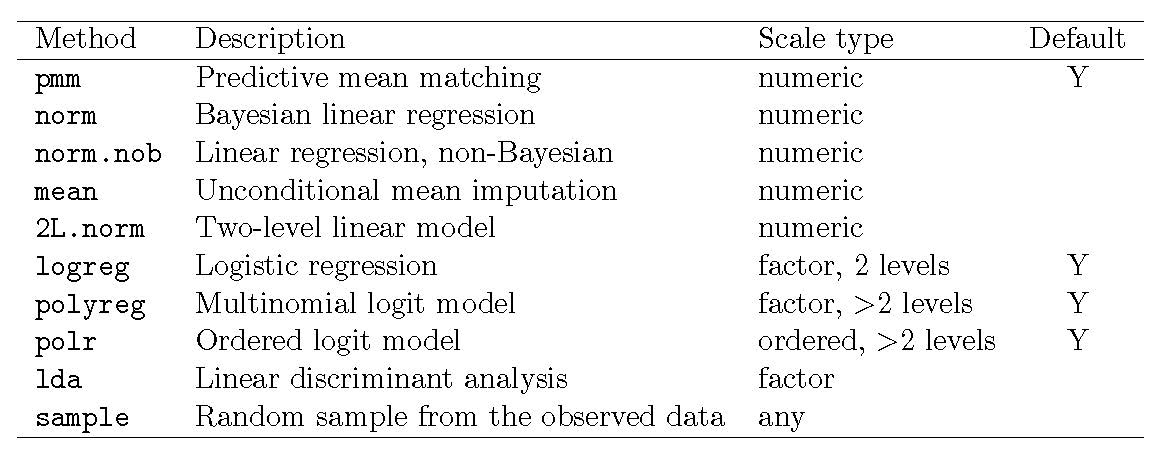 Method Description Scale type Default
pmm Predictive mean matching numeric Y
norm Bayesian linear regression numeric
norm.nob Linear regression, non-Bayesian numeric
mean Unconditional mean imputation numeric
2L.norm Two-level linear model numeric
logreg Logistic regression factor, 2 levels Y
polyreg Multinomial logit model factor, >2 levels Y
polr Ordered logit model ordered, >2 levels Y
lda Linear discriminant analysis factor
sample Random sample from the observed data any